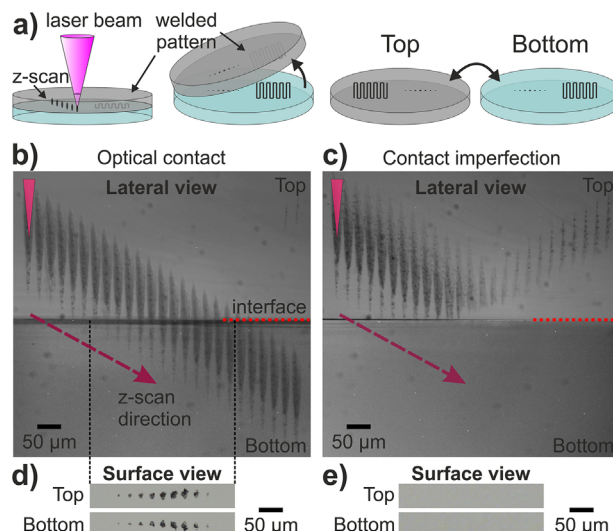 a)
laser beam
welded
pattern
z-scan
Top
Bottom
b)
Optical contact
Lateral view
Top
interface
z-scan
direction
50 µm
Bottom
c)
Contact imperfection
Lateral view
Top
50 µm
Bottom
d)
Surface view
Top
Bottom
50 µm
e)
Surface view
Top
Bottom
50 µm